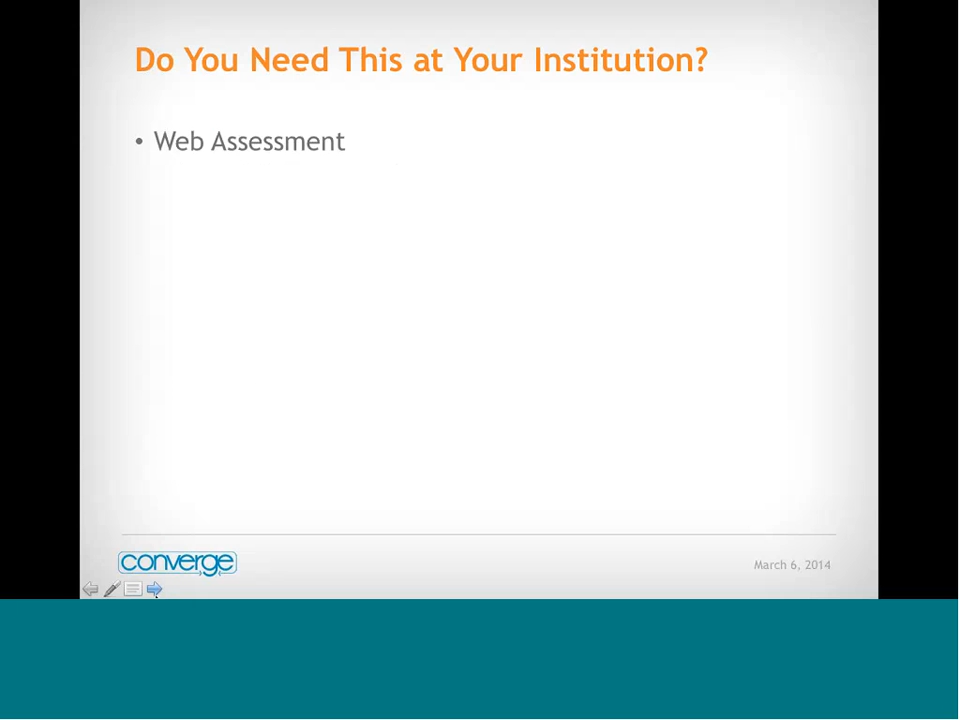 Do You Need This at Your Institution?
• Web Assessment
converge
March 6, 2014